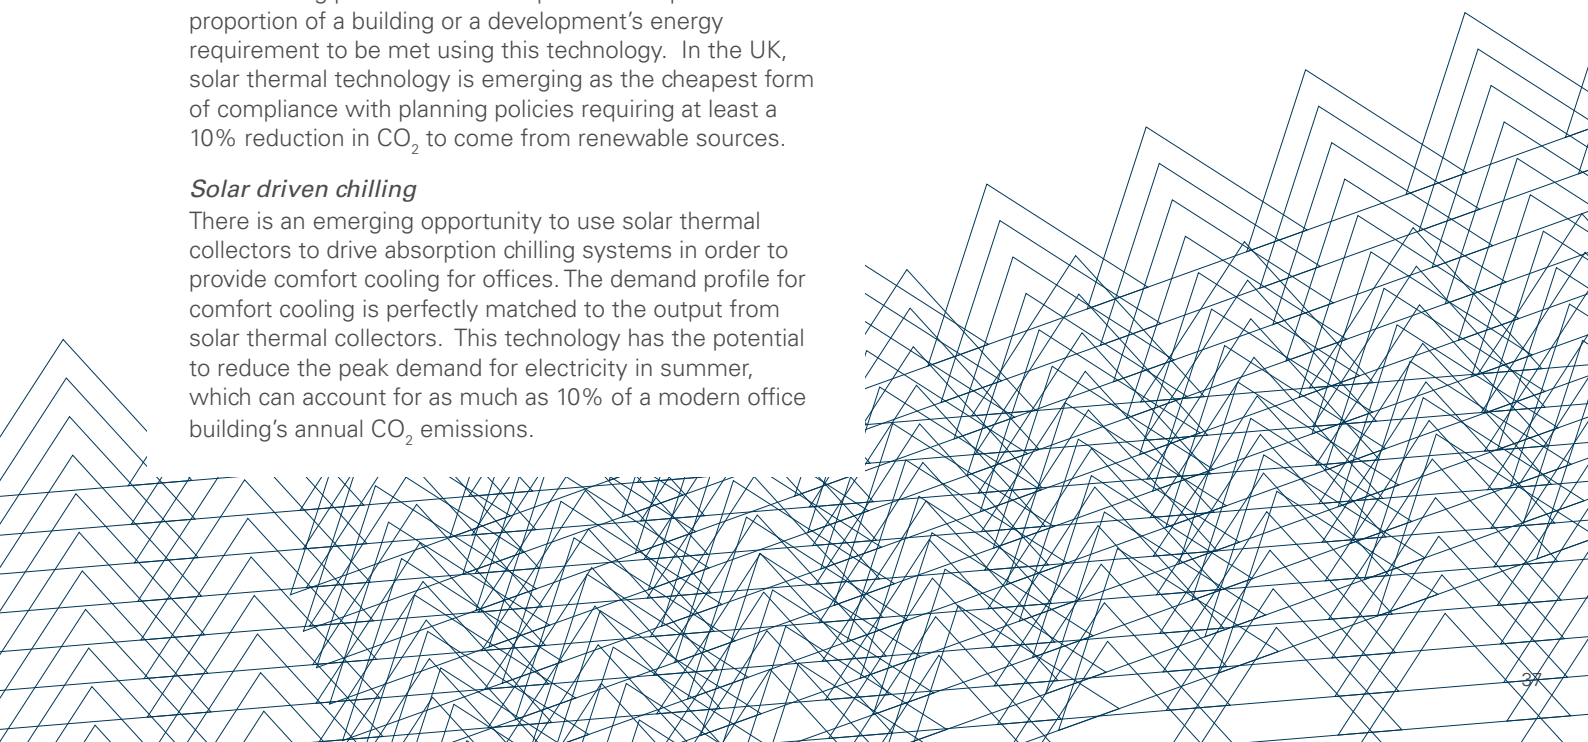 proportion of a building or a development's energy
requirement to be met using this technology. In the UK,
solar thermal technology is emerging as the cheapest form
of compliance with planning policies requiring at least a
10% reduction in CO₂ to come from renewable sources.
Solar driven chilling
There is an emerging opportunity to use solar thermal
collectors to drive absorption chilling systems in order to
provide comfort cooling for offices. The demand profile for
comfort cooling is perfectly matched to the output from
solar thermal collectors. This technology has the potential
to reduce the peak demand for electricity in summer,
which can account for as much as 10% of a modern office
building's annual CO₂ emissions.
37